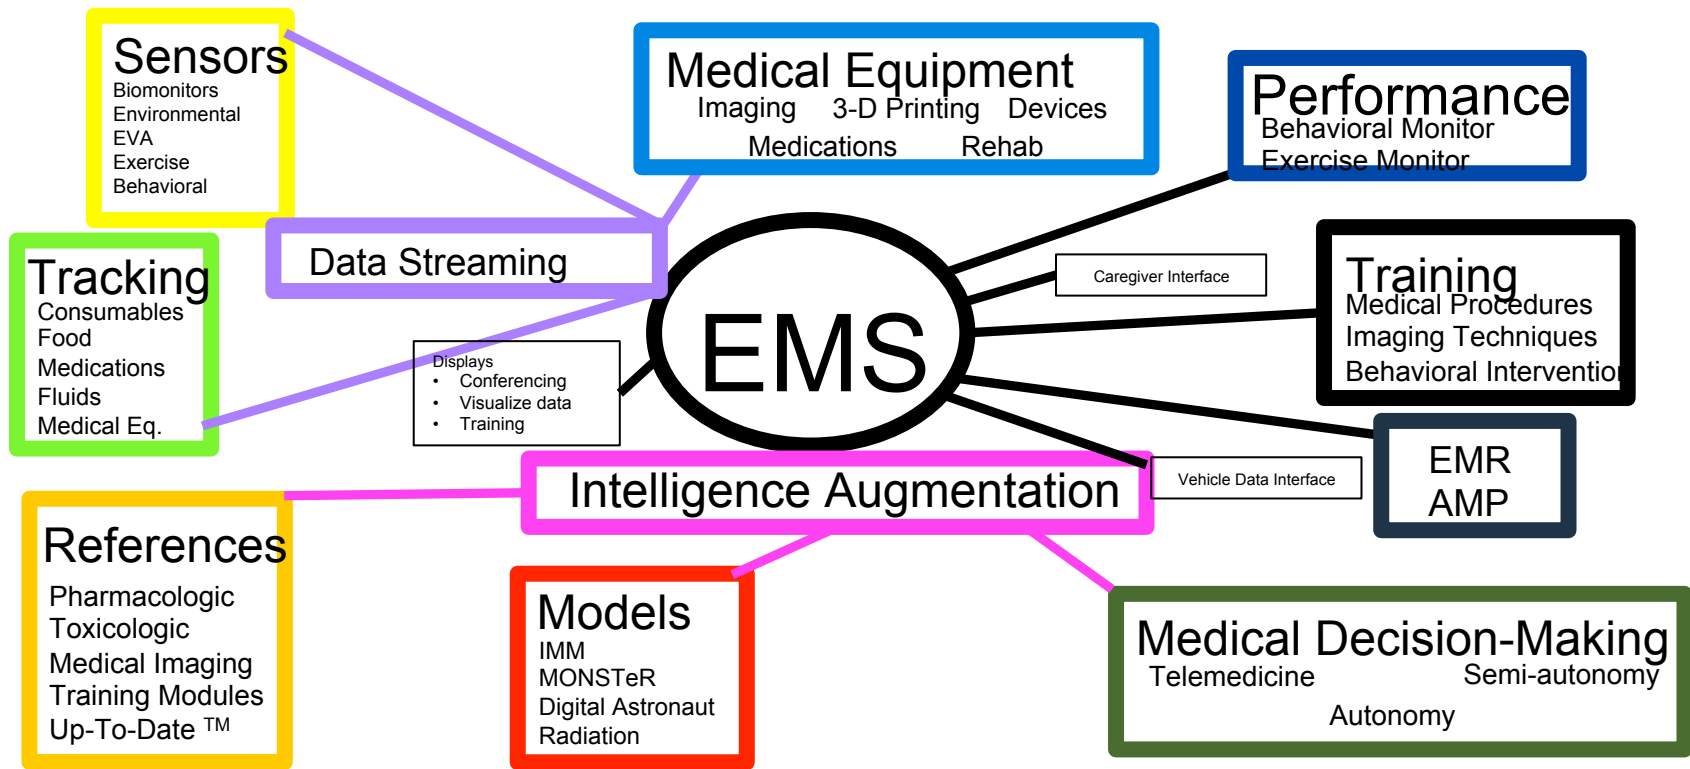 Sensors
Biomonitors
Environmental
EVA
Exercise
Behavioral
Medical Equipment
Imaging 3-D Printing Devices
Medications Rehab
Performance
Behavioral Monitor
Exercise Monitor
Data Streaming
Tracking
Consumables
Food
Medications
Fluids
Medical Eq.
EMS
Caregiver Interface
Training
Medical Procedures
Imaging Techniques
Behavioral Intervention
Displays
• Conferencing
• Visualize data
• Training
EMR
AMP
Intelligence Augmentation
Vehicle Data Interface
References
Pharmacologic
Toxicologic
Medical Imaging
Training Modules
Up-To-Date ™
Models
IMM
MONSTeR
Digital Astronaut
Radiation
Medical Decision-Making
Telemedicine Semi-autonomy
Autonomy